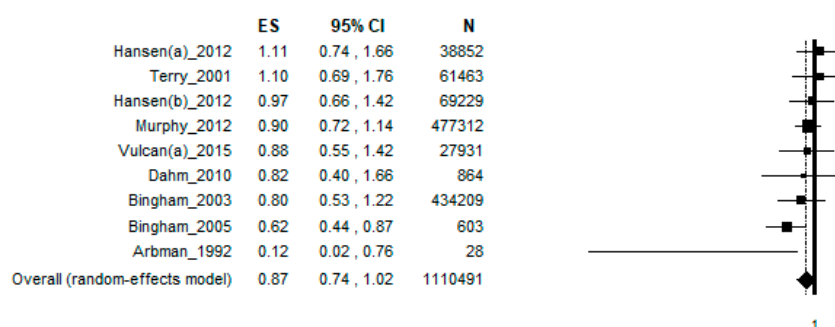 ES 95% CI N
Hansen(a)_2012 1.11 0.74 , 1.66 38852
Terry_2001 1.10 0.69 , 1.76 61463
Hansen(b)_2012 0.97 0.66 , 1.42 69229
Murphy_2012 0.90 0.72 , 1.14 477312
Vulcan(a)_2015 0.88 0.55 , 1.42 27931
Dahm_2010 0.82 0.40 , 1.66 864
Bingham_2003 0.80 0.53 , 1.22 434209
Bingham_2005 0.62 0.44 , 0.87 603
Arbman_1992 0.12 0.02 , 0.76 28
Overall (random-effects model) 0.87 0.74 , 1.02 1110491
1